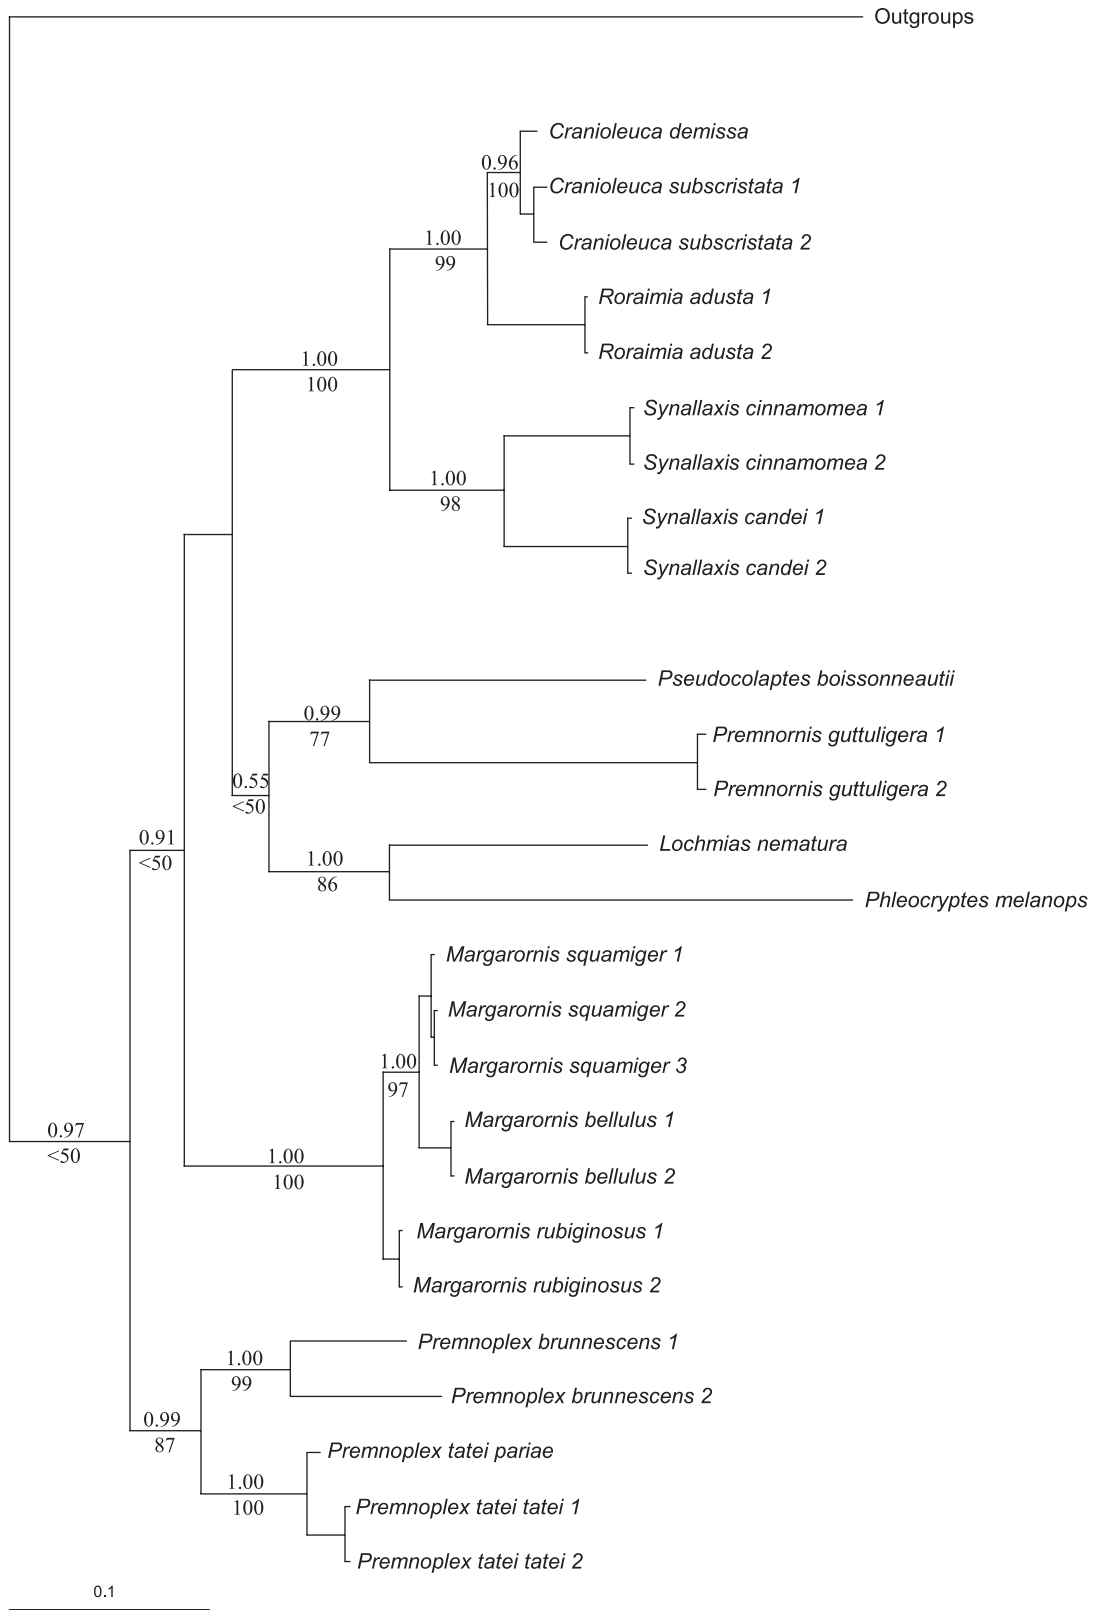 Outgroups
Cranioleuca demissa
0.96
100
Cranioleuca subscristata 1
1.00
99
Cranioleuca subscristata 2
Roraimia adusta 1
Roraimia adusta 2
1.00
100
Synallaxis cinnamomea 1
Synallaxis cinnamomea 2
1.00
98
Synallaxis candei 1
Synallaxis candei 2
Pseudocolaptes boissonneautii
0.99
77
Premnornis guttuligera 1
Premnornis guttuligera 2
0.55
<50
Lochmias nematura
0.91
<50
1.00
86
Phleocryptes melanops
Margarornis squamiger 1
Margarornis squamiger 2
Margarornis squamiger 3
1.00
97
Margarornis bellulus 1
Margarornis bellulus 2
0.97
<50
1.00
100
Margarornis rubiginosus 1
Margarornis rubiginosus 2
Premnoplex brunnescens 1
1.00
99
Premnoplex brunnescens 2
0.99
87
Premnoplex tatei pariae
1.00
100
Premnoplex tatei tatei 1
Premnoplex tatei tatei 2
0.1